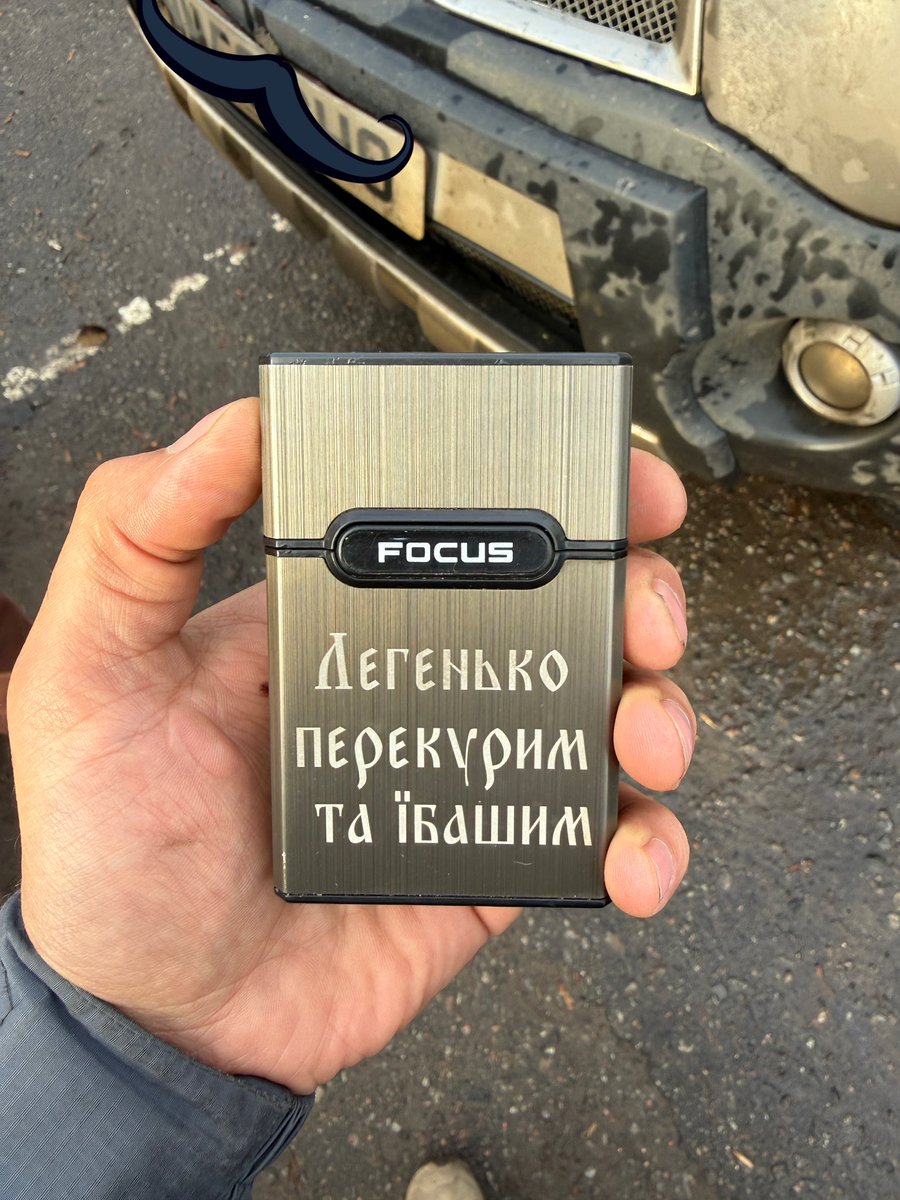 FOCUS
Легенько
перекурим
та їбашим